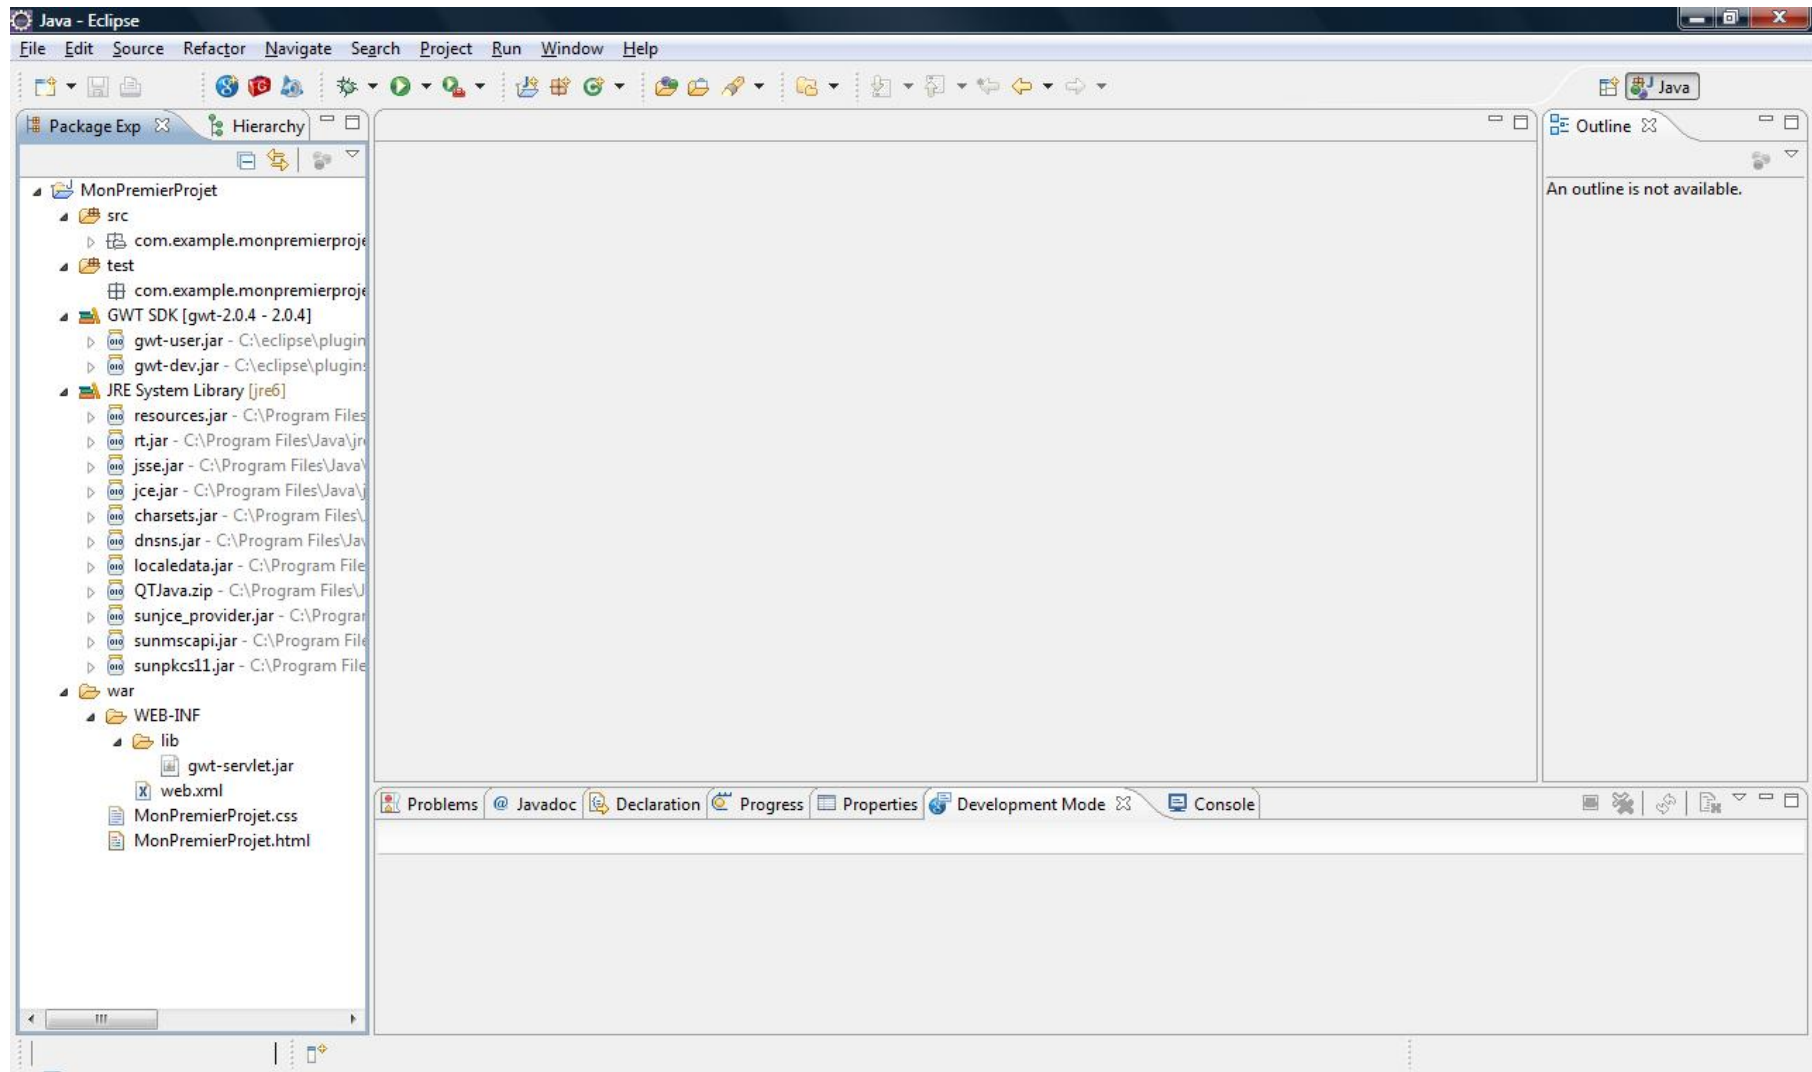 Java - Eclipse
File Edit Source Refactor Navigate Search Project Run Window Help
Java
Package Exp Hierarchy
Outline
MonPremierProjet
An outline is not available.
src
com.example.monpremierproje
test
com.example.monpremierproje
GWT SDK [gwt-2.0.4 - 2.0.4]
gwt-user.jar - C:\eclipse\plugin
gwt-dev.jar - C:\eclipse\plugins
JRE System Library [jre6]
resources.jar - C:\Program Files
rt.jar - C:\Program Files\Java\jre
jsse.jar - C:\Program Files\Java\
jce.jar - C:\Program Files\Java\j
charsets.jar - C:\Program Files\J
dnsns.jar - C:\Program Files\Jav
localedata.jar - C:\Program File
QTJava.zip - C:\Program Files\J
sunjce_provider.jar - C:\Program
sunmscapi.jar - C:\Program File
sunpkcs11.jar - C:\Program File
war
WEB-INF
lib
gwt-servlet.jar
web.xml
MonPremierProjet.css
MonPremierProjet.html
Problems Javadoc Declaration Progress Properties Development Mode Console